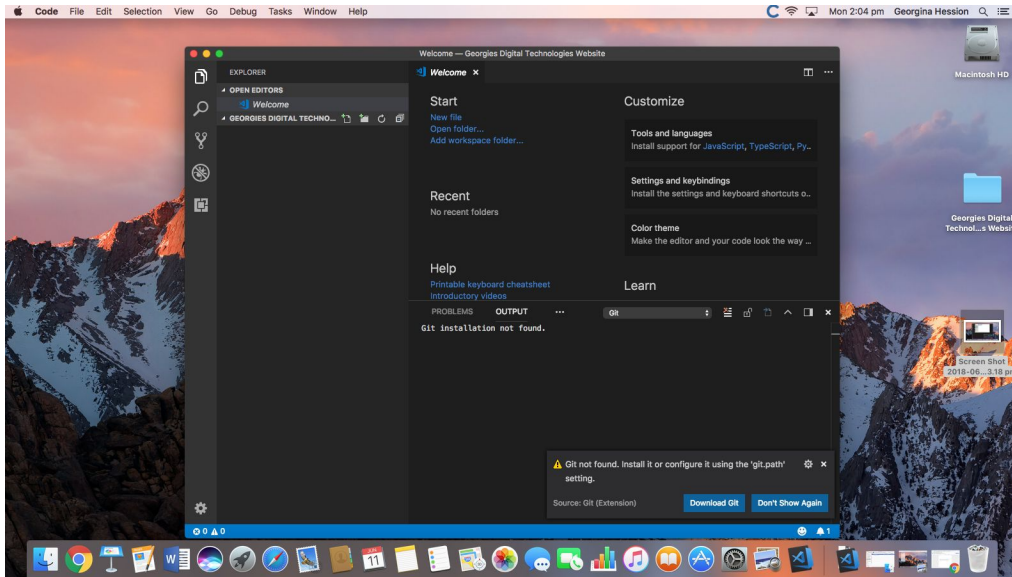 Code File Edit Selection View Go Debug Tasks Window Help
Mon 2:04 pm Georgina Hession
Welcome — Georgies Digital Technologies Website
EXPLORER
OPEN EDITORS
Welcome
GEORGIES DIGITAL TECHNO...
Welcome
Start
New file
Open folder...
Add workspace folder...
Recent
No recent folders
Help
Printable keyboard cheatsheet
Introductory videos
Customize
Tools and languages
Install support for JavaScript, TypeScript, Py...
Settings and keybindings
Install the settings and keyboard shortcuts o...
Color theme
Make the editor and your code look the way ...
Learn
PROBLEMS OUTPUT ...
Git
Git installation not found.
Git not found. Install it or configure it using the 'git.path'
setting.
Source: Git (Extension)
Download Git
Don't Show Again
0 0
1
Macintosh HD
Georgies Digital
Technol...s Websi
Screen Shot
2018-06...3.18 pm
JUN
11